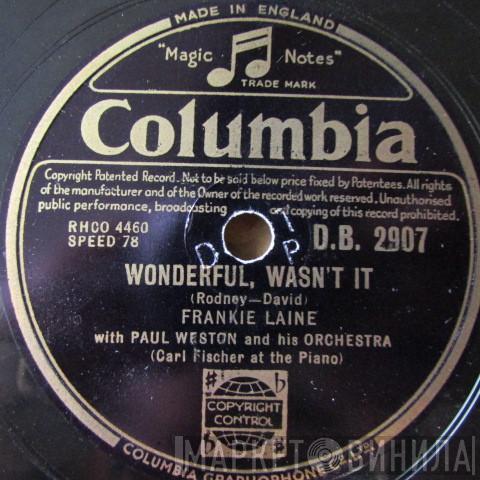 MADE IN ENGLAND
"Magic Notes"
TRADE MARK
Columbia
Copyright Patented Record. Not to be sold below price fixed by Patentees. All rights
of the manufacturer and of the Owner of the recorded work reserved. Unauthorised
public performance, broadcasting and copying of this record prohibited.
RHCO 4460
SPEED 78
D.B. 2907
D P
WONDERFUL, WASN'T IT
(Rodney—David)
FRANKIE LAINE
with PAUL WESTON and his ORCHESTRA
(Carl Fischer at the Piano)
COPYRIGHT
CONTROL
COLUMBIA GRAPHOPHONE
МАРКЕТ ВИНИЛА